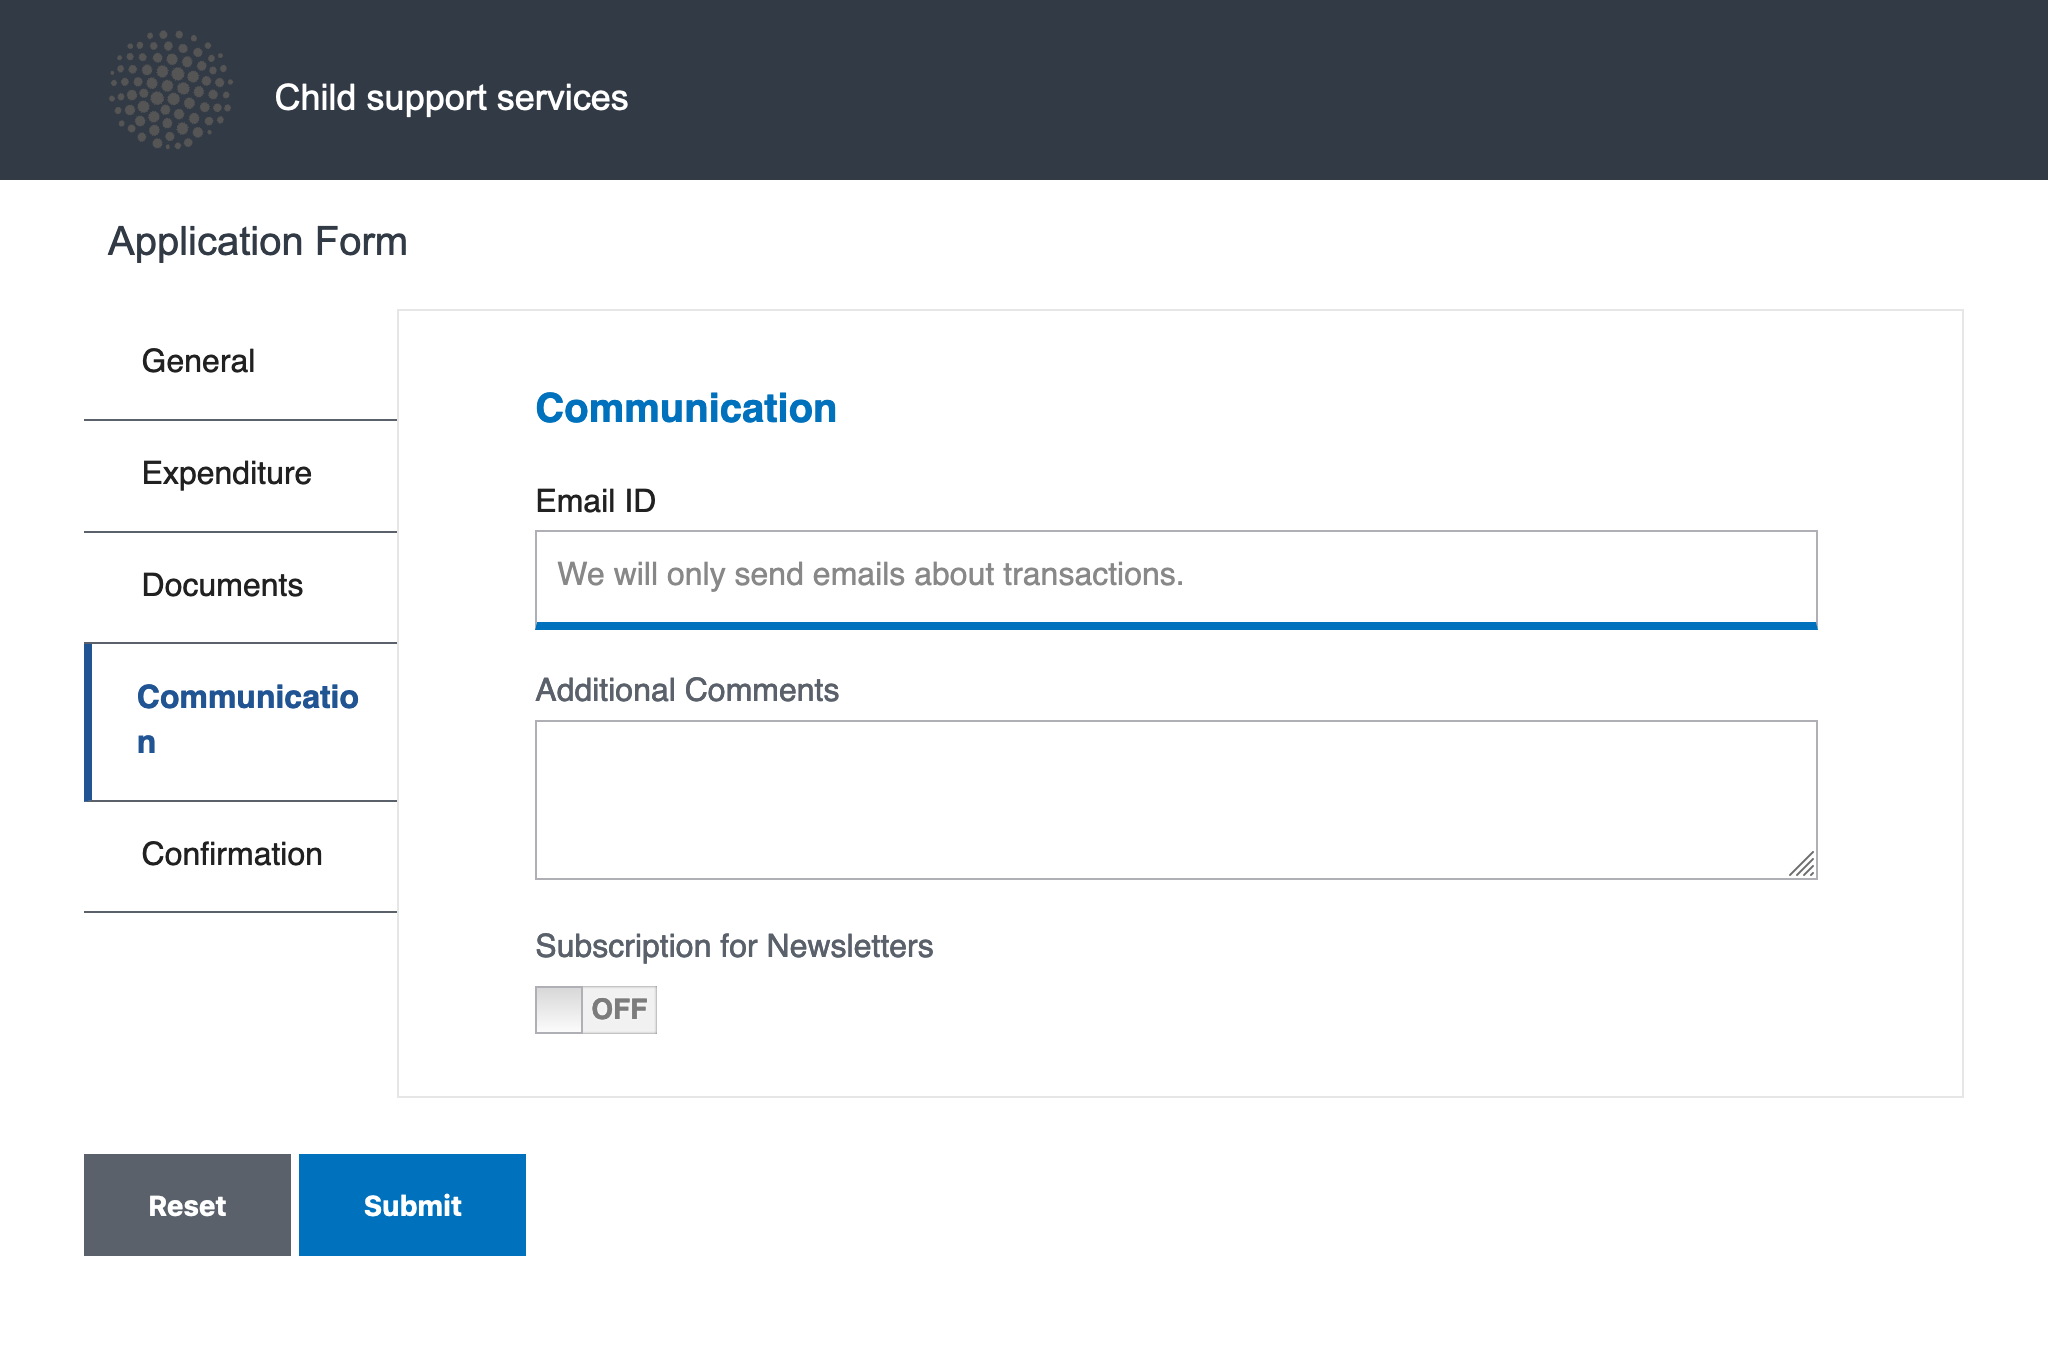 Child support services
Application Form
General
Expenditure
Documents
Communicatio
n
Confirmation
Communication
Email ID
We will only send emails about transactions.
Additional Comments
Subscription for Newsletters
OFF
Reset
Submit